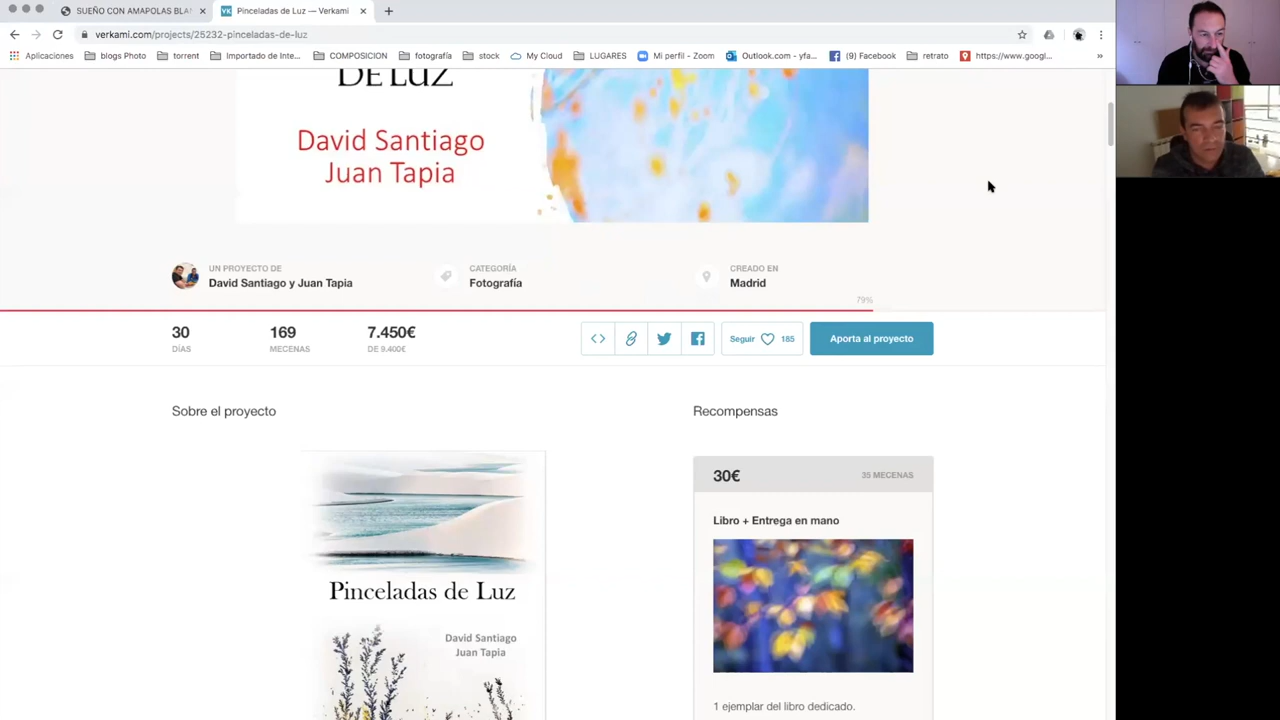 SUEÑO CON AMAPOLAS BLAN
Pinceladas de Luz — Verkami
verkami.com/projects/25232-pinceladas-de-luz
Aplicaciones
blogs Photo
torrent
Importado de Inte...
COMPOSICION
fotografía
stock
My Cloud
LUGARES
Mi perfil - Zoom
Outlook.com - yfa...
(9) Facebook
retrato
https://www.googl...
»
DE LUZ
David Santiago
Juan Tapia
UN PROYECTO DE
David Santiago y Juan Tapia
CATEGORÍA
Fotografía
CREADO EN
Madrid
79%
30
DÍAS
169
MECENAS
7.450€
DE 9.400€
Seguir
185
Aporta al proyecto
Sobre el proyecto
Pinceladas de Luz
David Santiago
Juan Tapia
Recompensas
30€
35 MECENAS
Libro + Entrega en mano
1 ejemplar del libro dedicado.